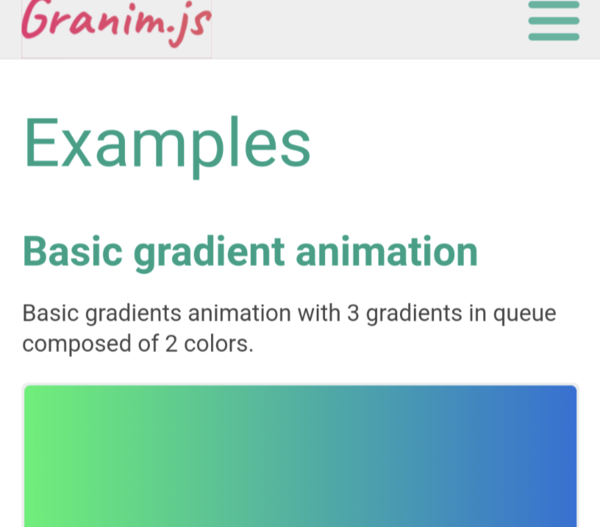 Granim.js
Examples
Basic gradient animation
Basic gradients animation with 3 gradients in queue
composed of 2 colors.